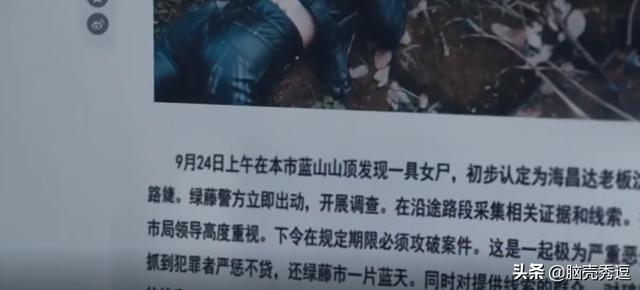 9月24日上午在本市蓝山山顶发现一具女尸，初步认定为海昌达老板
路婕。绿藤警方立即出动，开展调查。在沿途路段采集相关证据和线索。
市局领导高度重视。下令在规定期限必须攻破案件。这是一起极为严重恶
抓到犯罪者严惩不贷，还绿藤市一片蓝天。同时对提供线索的群众
头条 @脑壳秀逗